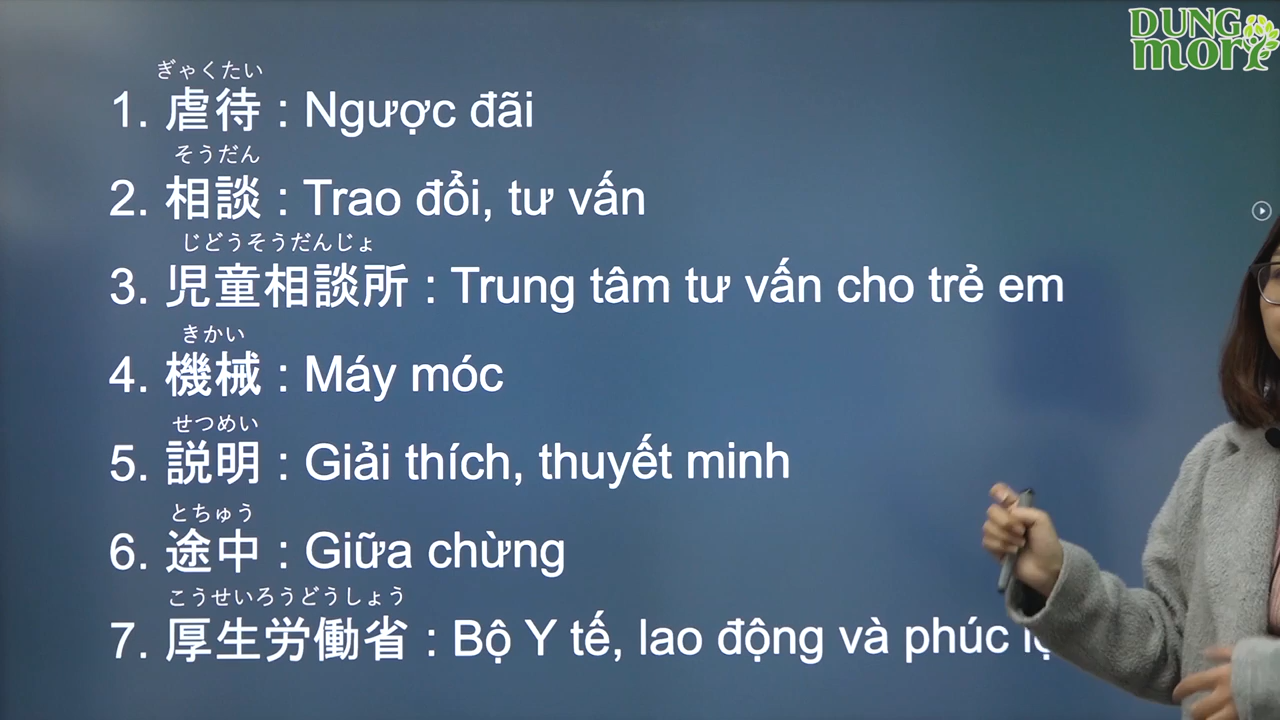 DUNG
mori
ぎゃくたい
1. 虐待 : Ngược đãi
そうだん
2. 相談 : Trao đổi, tư vấn
じどうそうだんじょ
3. 児童相談所 : Trung tâm tư vấn cho trẻ em
きかい
4. 機械 : Máy móc
せつめい
5. 説明 : Giải thích, thuyết minh
とちゅう
6. 途中 : Giữa chừng
こうせいろうどうしょう
7. 厚生労働省 : Bộ Y tế, lao động và phúc